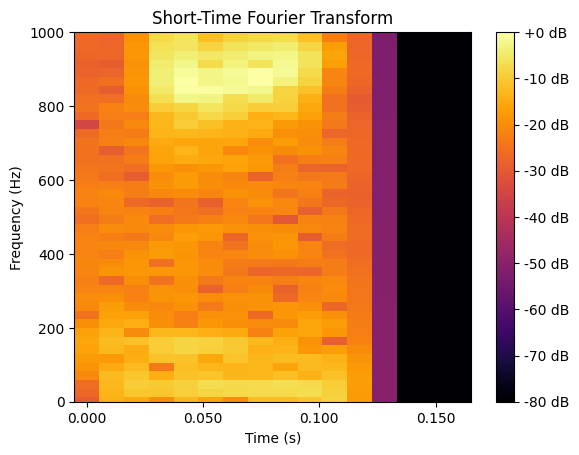 Short-Time Fourier Transform
1000
800
600
400
200
0
Frequency (Hz)
0.000
0.050
0.100
0.150
Time (s)
+0 dB
-10 dB
-20 dB
-30 dB
-40 dB
-50 dB
-60 dB
-70 dB
-80 dB